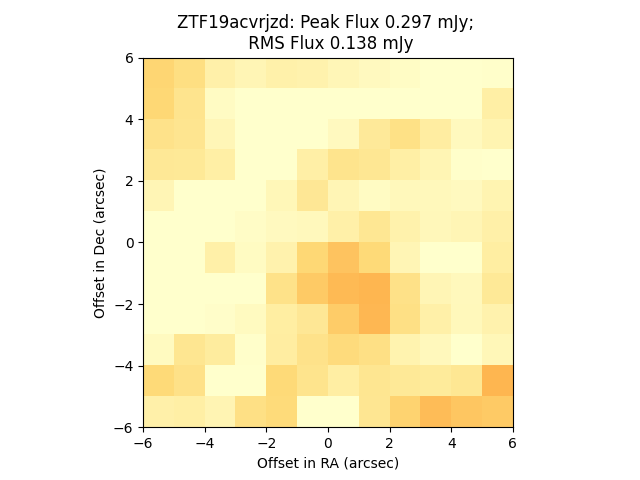 ZTF19acvrjzd: Peak Flux 0.297 mJy;
RMS Flux 0.138 mJy
6
4
2
0
−2
−4
−6
Offset in Dec (arcsec)
−6 −4 −2 0 2 4 6
Offset in RA (arcsec)